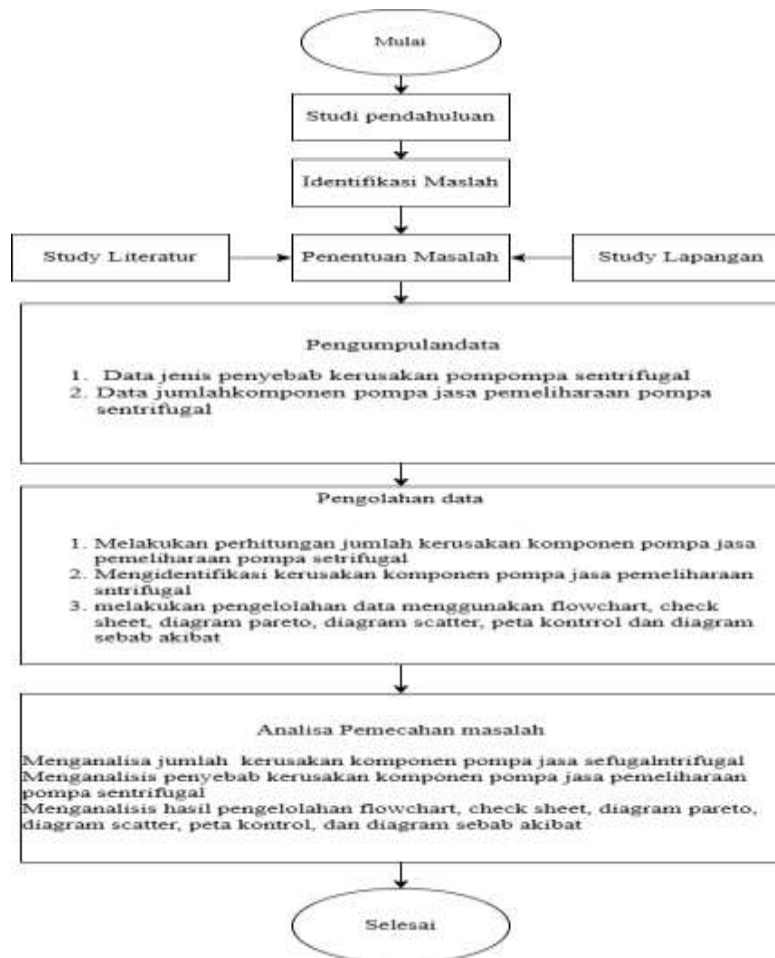 Mulai
Studi pendahuluan
Identifikasi Maslah
Study Literatur
Penentuan Masalah
Study Lapangan
Pengumpulandata
1. Data jenis penyebab kerusakan pompompa sentrifugal
2. Data jumlahkomponen pompa jasa pemeliharaan pompa
sentrifugal
Pengolahan data
1. Melakukan perhitungan jumlah kerusakan komponen pompa jasa
pemeliharaan pompa setrifugal
2. Mengidentifikasi kerusakan komponen pompa jasa pemeliharaan
sntrifugal
3. melakukan pengelolahan data menggunakan flowchart, check
sheet, diagram pareto, diagram scatter, peta kontrrol dan diagram
sebab akibat
Analisa Pemecahan masalah
Menganalisa jumlah kerusakan komponen pompa jasa sefugalntrifugal
Menganalisis penyebab kerusakan komponen pompa jasa pemeliharaan
pompa sentrifugal
Menganalisis hasil pengelolahan flowchart, check sheet, diagram pareto,
diagram scatter, peta kontrol, dan diagram sebab akibat
Selesai